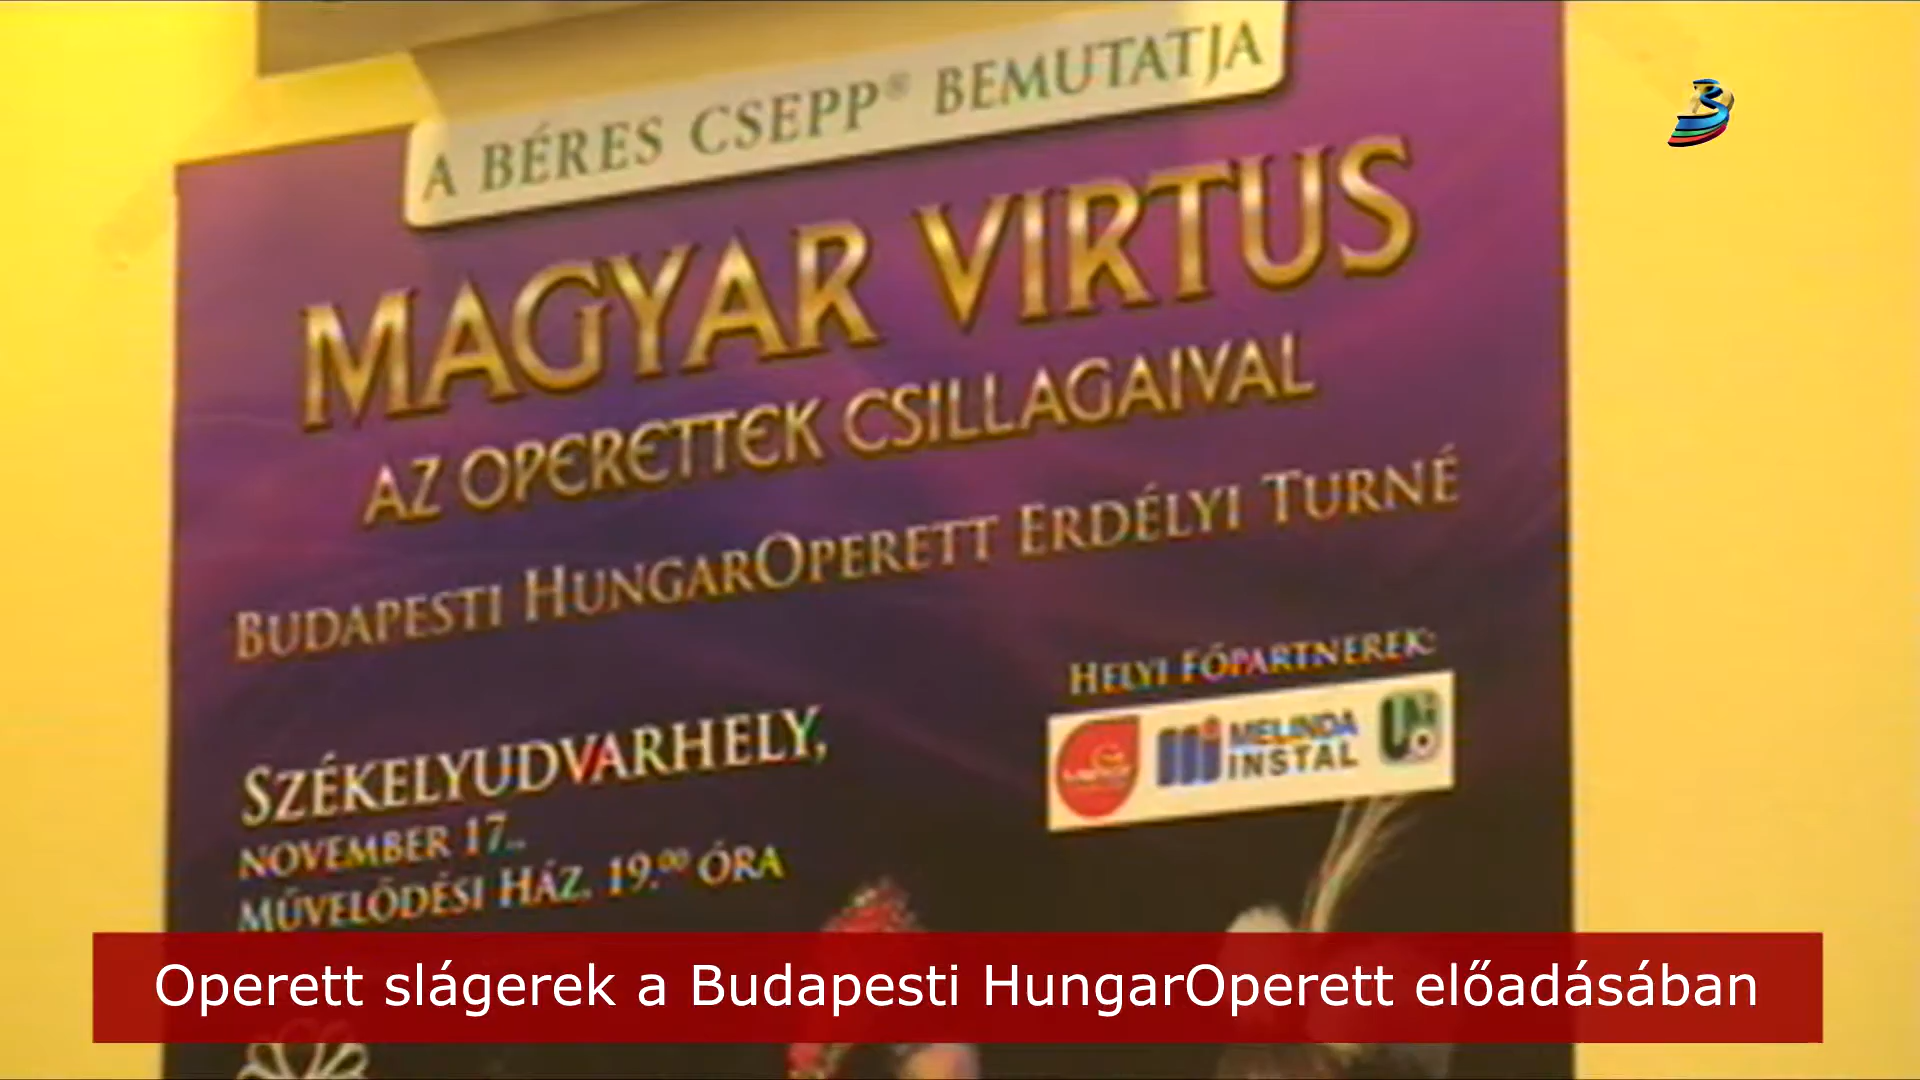 A BÉRES CSEPP® BEMUTATJA
MAGYAR VIRTUS
AZ OPERETTEK CSILLAGAIVAL
BUDAPESTI HUNGAROPERETT ERDÉLYI TURNÉ
HELYI FŐPARTNEREK:
MELINDA
INSTAL
SZÉKELYUDVARHELY,
NOVEMBER 17..
MŰVELŐDÉSI HÁZ, 19.00 ÓRA
Operett slágerek a Budapesti HungarOperett előadásában